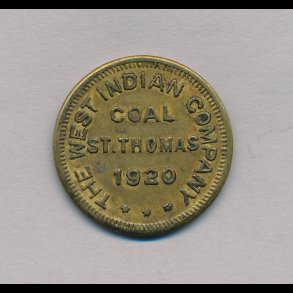 THE WEST INDIAN COMPANY
COAL
ST. THOMAS
1920